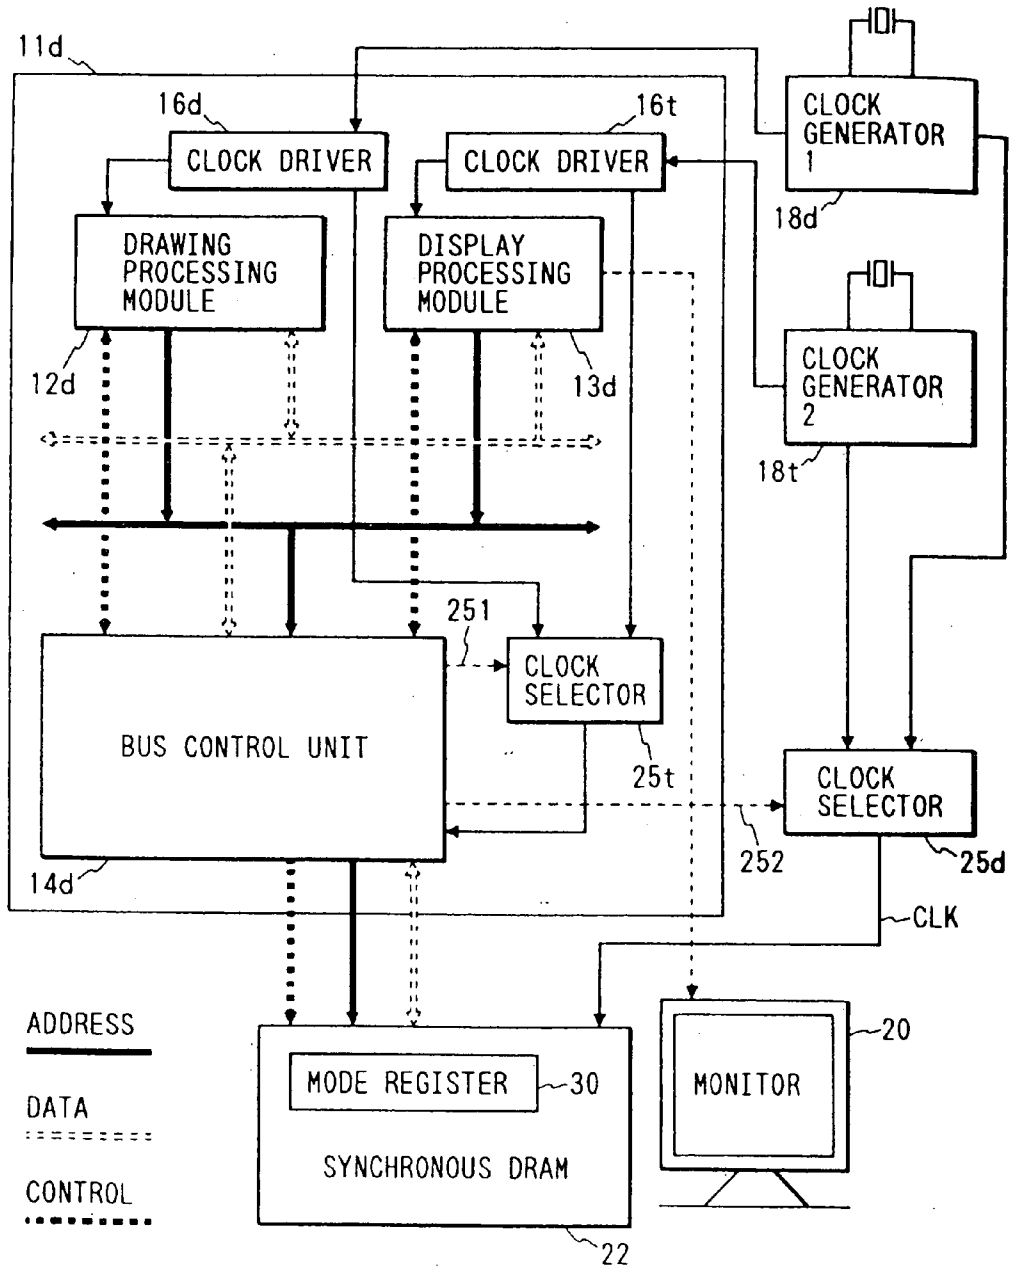 11d
16d
16t
CLOCK
GENERATOR
1
18d
CLOCK DRIVER
CLOCK DRIVER
DRAWING
PROCESSING
MODULE
12d
DISPLAY
PROCESSING
MODULE
13d
CLOCK
GENERATOR
2
18t
251
CLOCK
SELECTOR
25t
BUS CONTROL UNIT
14d
CLOCK
SELECTOR
25d
252
CLK
ADDRESS
DATA
CONTROL
MODE REGISTER
30
SYNCHRONOUS DRAM
22
MONITOR
20